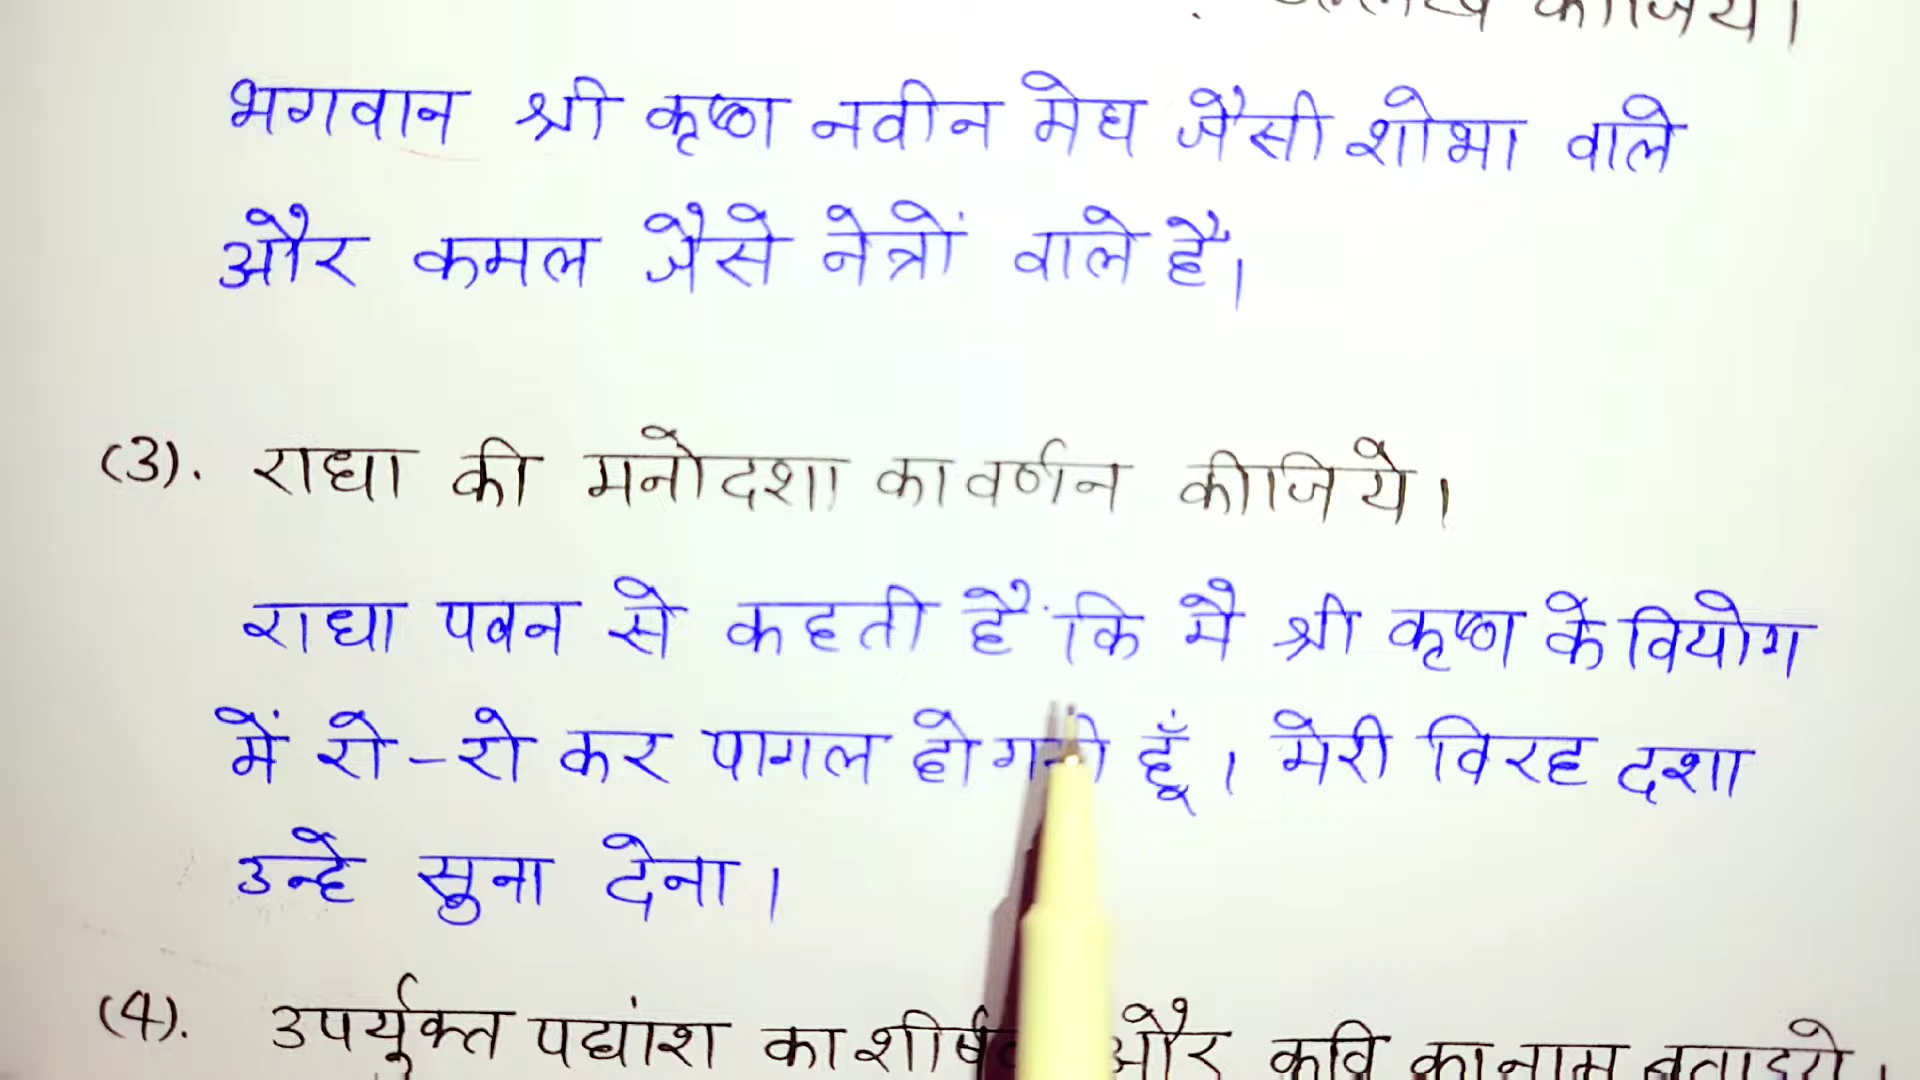 कीजिये।
भगवान श्री कृष्ण नवीन मेघ जैसी शोभा वाले
और कमल जैसे नेत्रों वाले हैं।
(3). राधा की मनोदशा का वर्णन कीजिये।
राधा पवन से कहती हैं कि मै श्री कृष्ण के वियोग
में रो-रो कर पागल हो गयी हूँ। मेरी विरह दशा
उन्हे सुना देना।
(4). उपर्युक्त पद्यांश का शीर्षक और कवि का नाम बताइये।